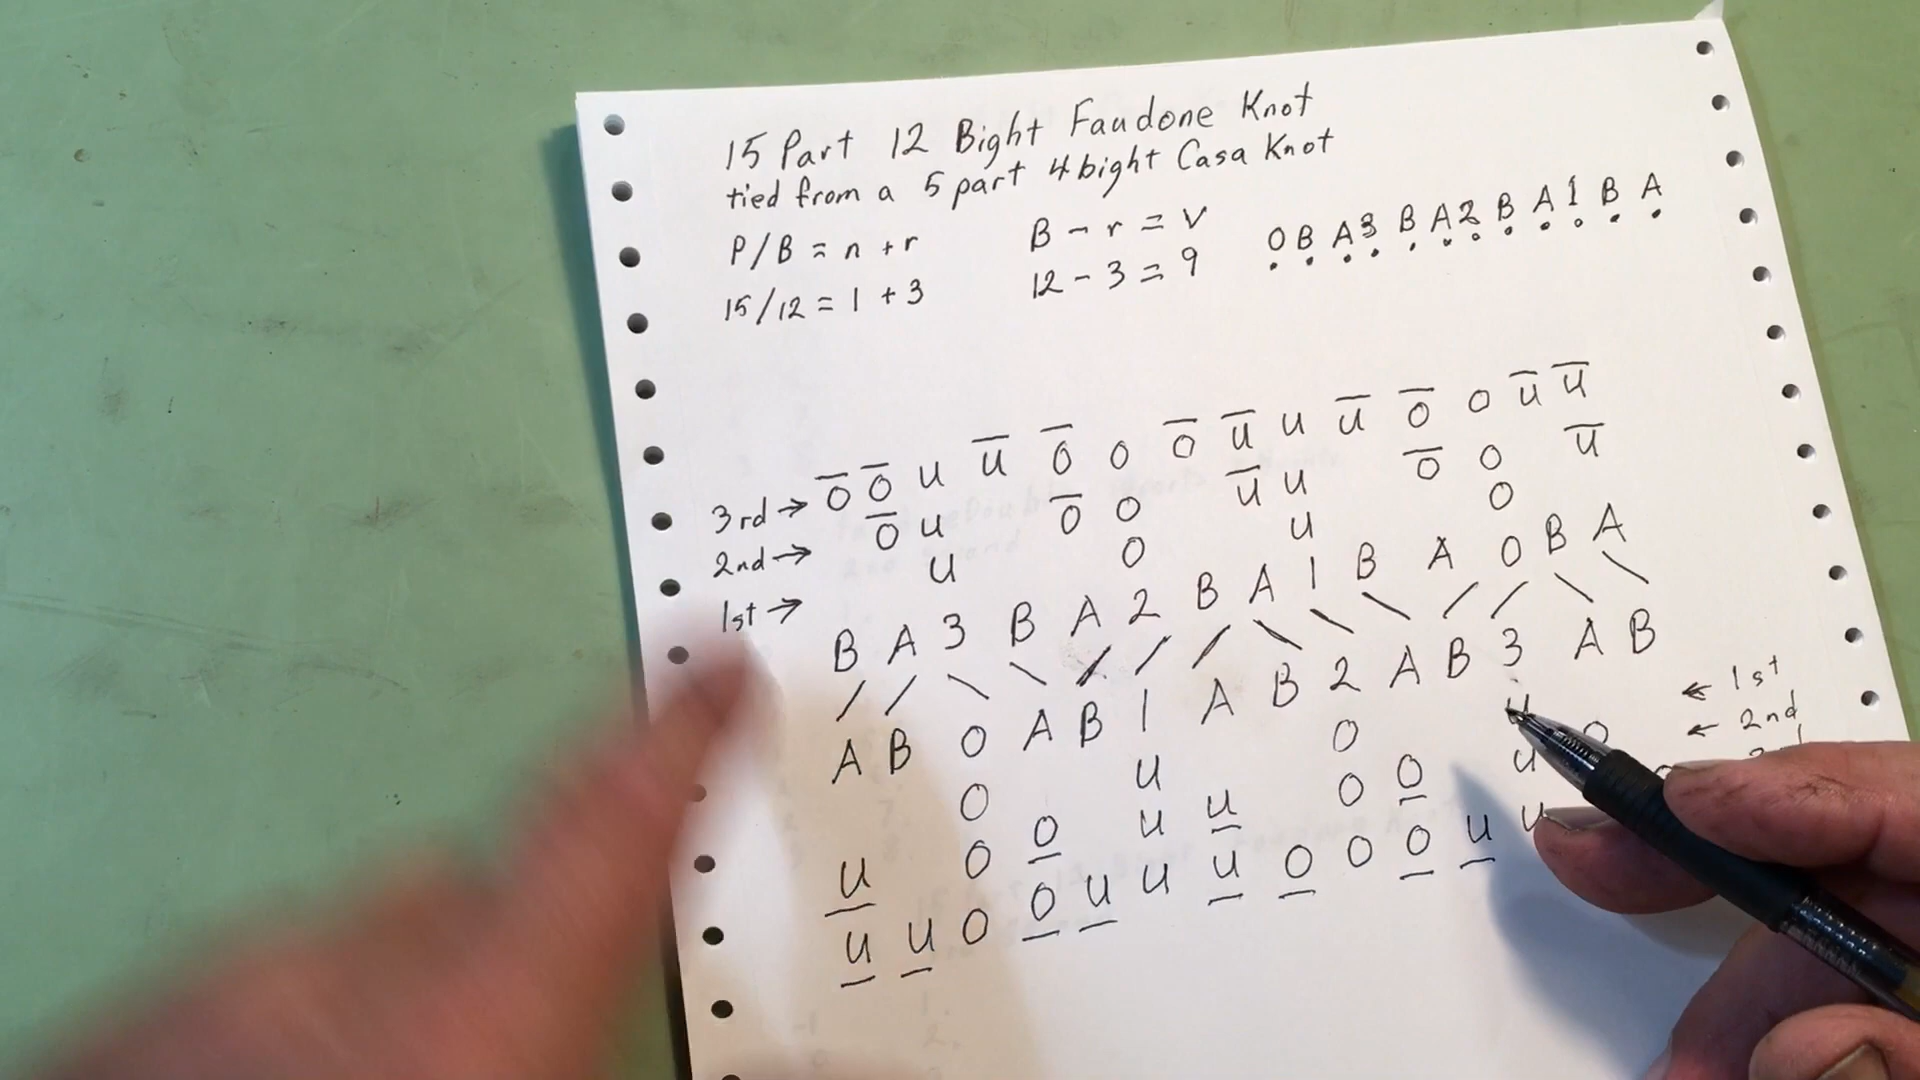 15 Part 12 Bight Faudone Knot
tied from a 5 part 4 bight Casa Knot
P/B = n + r
B - r = V
0 B A 3 B A 2 B A 1 B A
15/12 = 1 + 3
12 - 3 = 9
3rd → O O u u O O O u u u O O u u
2nd → O u O O u u O O u
1st → u O u O
B A 3 B A 2 B A 1 B A 0 B A
A B 0 A B 1 A B 2 A B 3 A B
O u O u ← 1st
u O O u u O O u O ← 2nd
u u O O u u u O O O u u